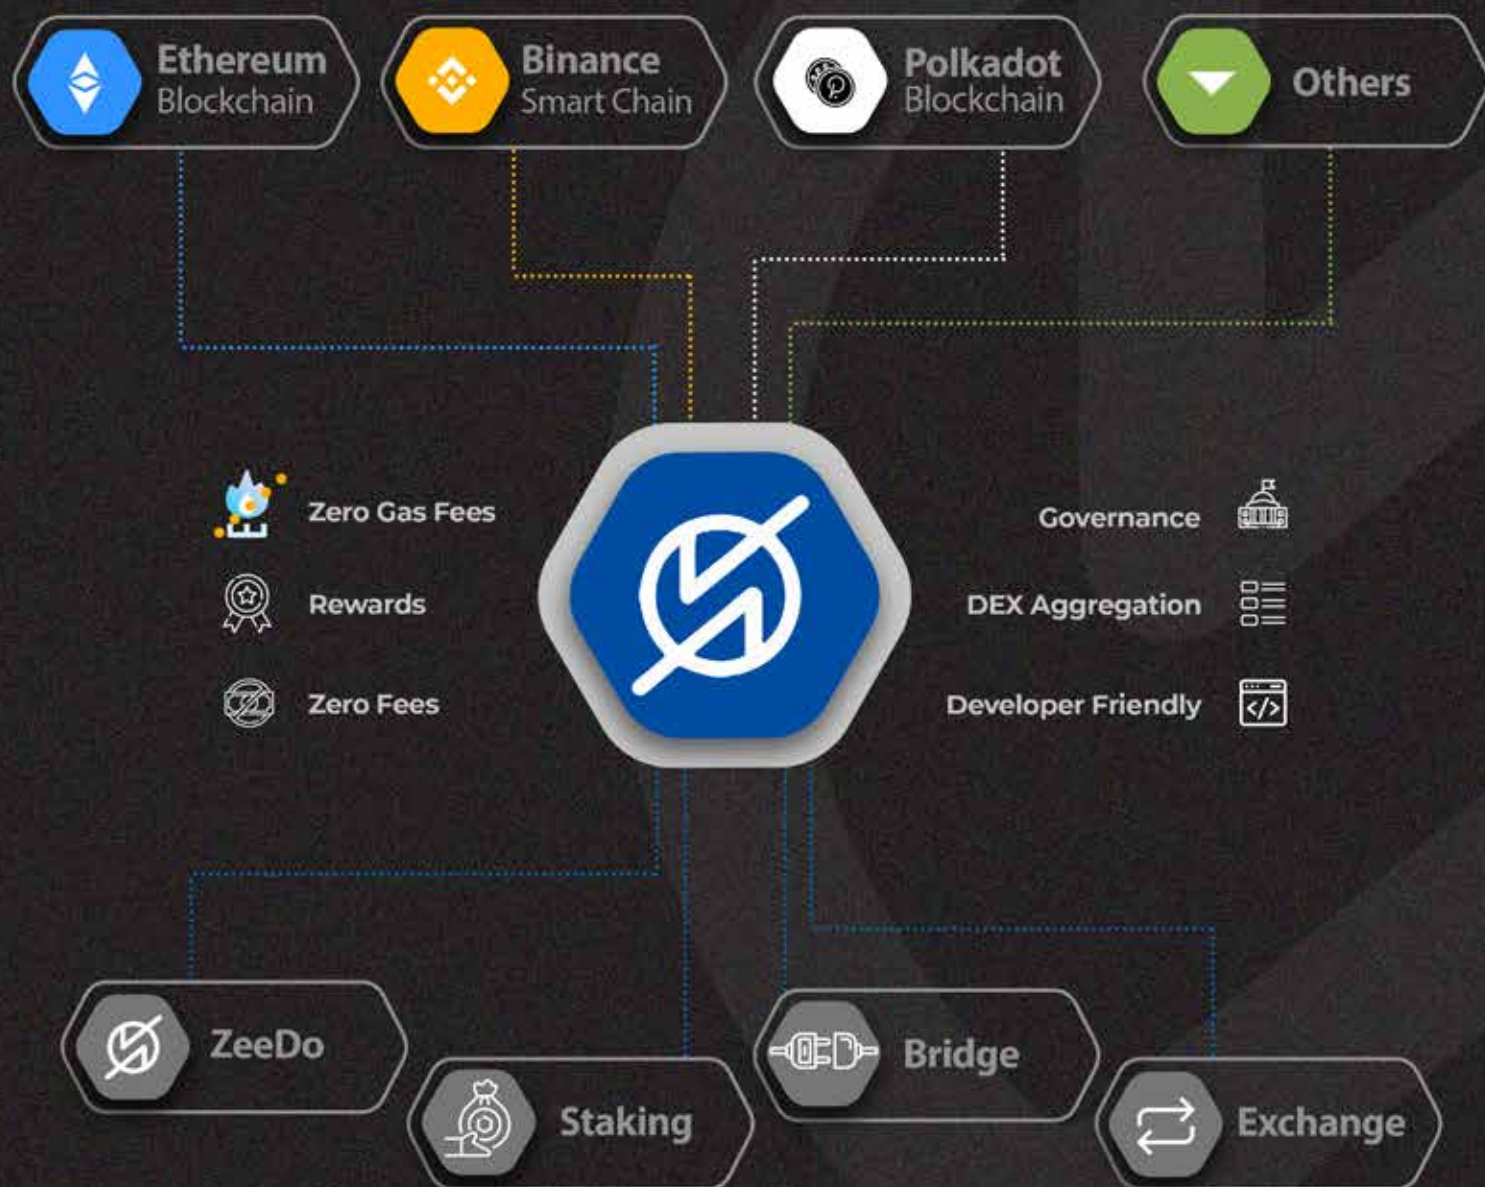 Ethereum
Blockchain
Binance
Smart Chain
Polkadot
Blockchain
Others
Zero Gas Fees
Rewards
Zero Fees
Governance
DEX Aggregation
Developer Friendly
ZeeDo
Staking
Bridge
Exchange